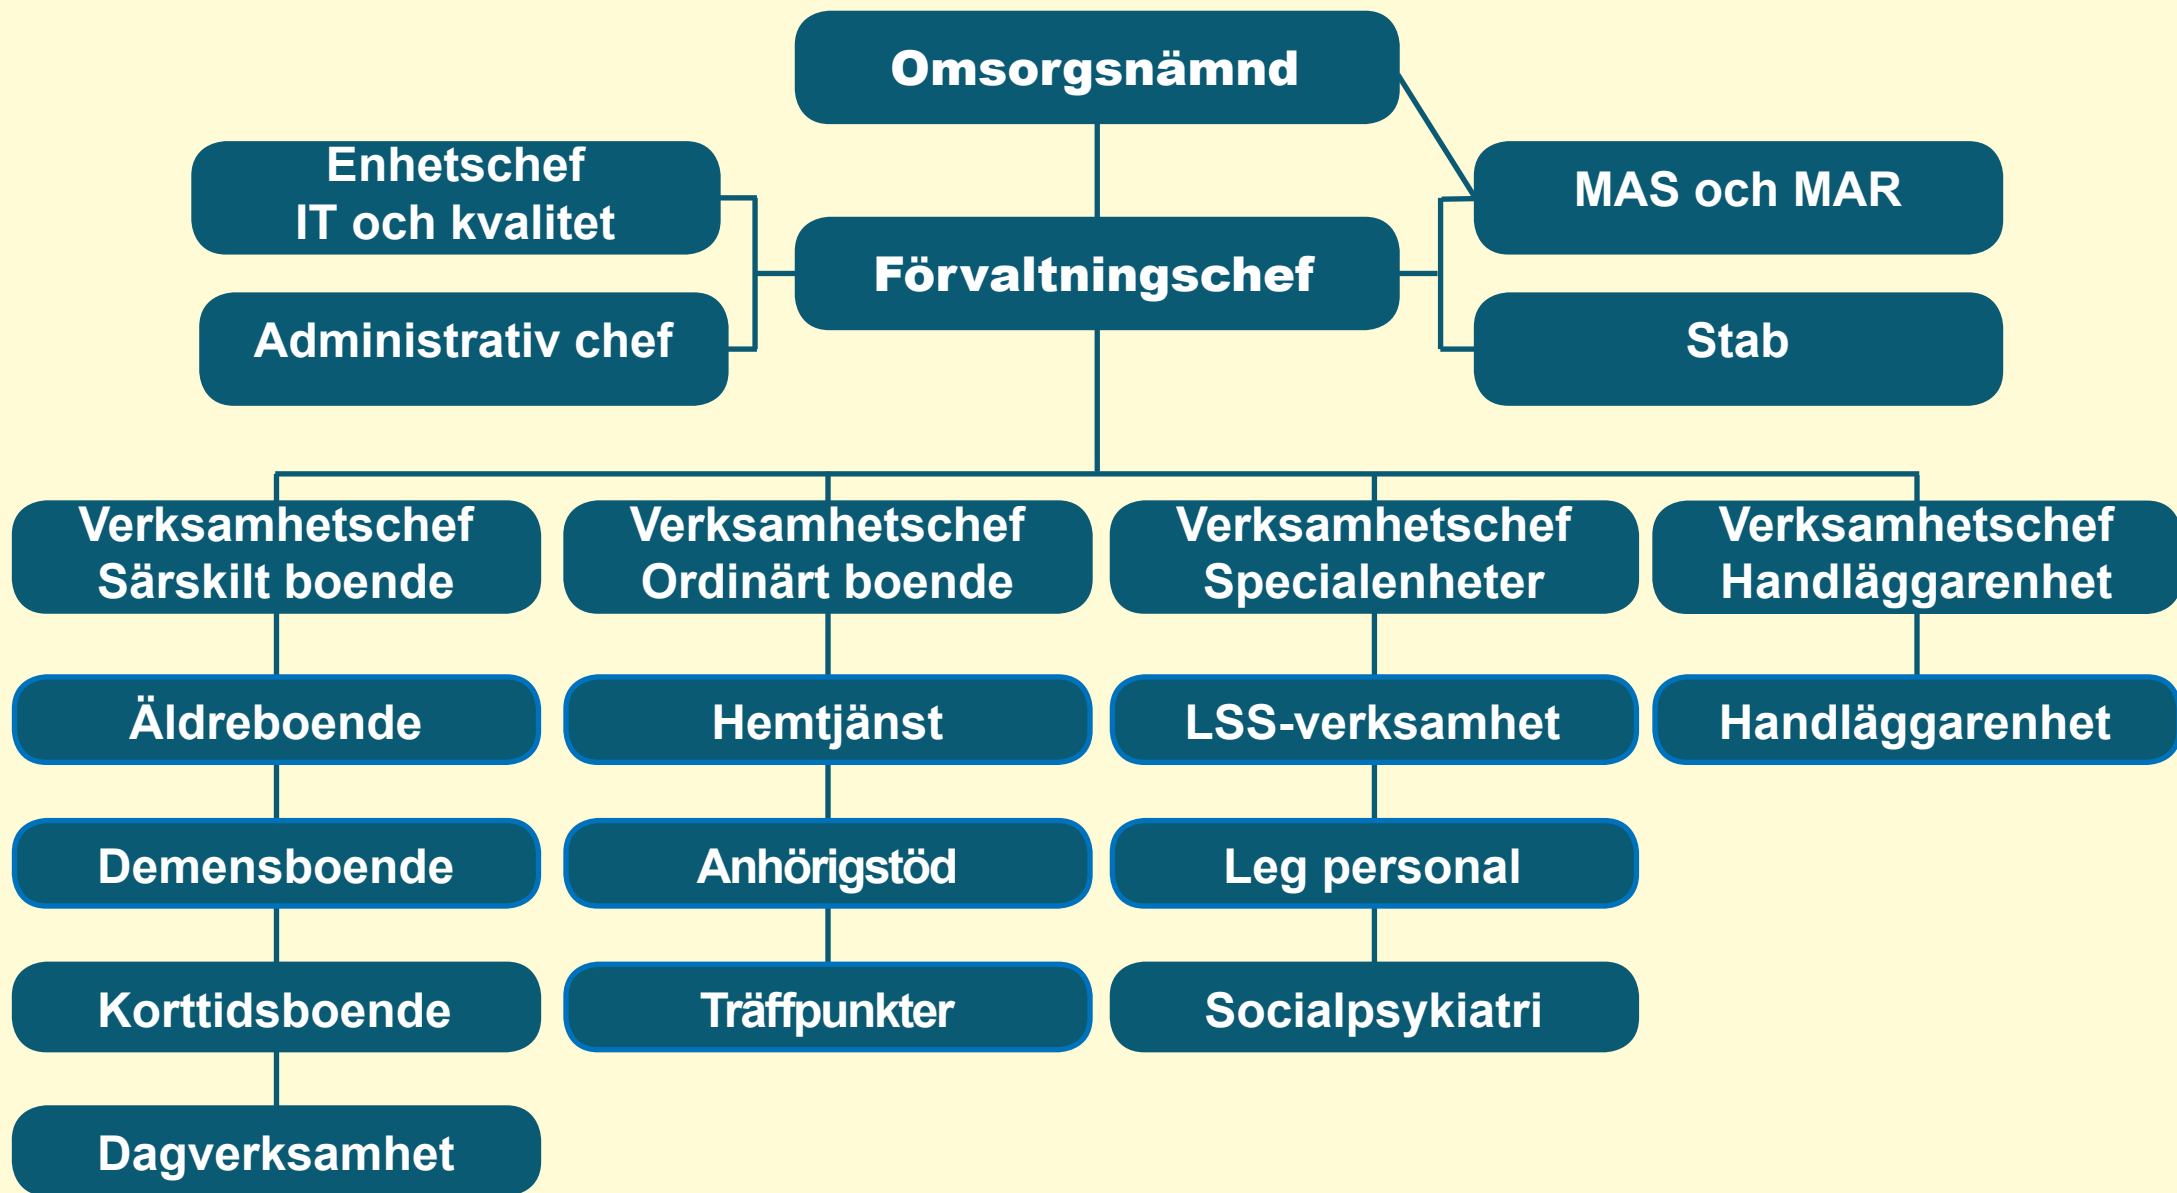 Omsorgsnämnd
Enhetschef
IT och kvalitet
MAS och MAR
Förvaltningschef
Administrativ chef
Stab
Verksamhetschef
Särskilt boende
Verksamhetschef
Ordinärt boende
Verksamhetschef
Specialenheter
Verksamhetschef
Handläggarenhet
Äldreboende
Hemtjänst
LSS-verksamhet
Handläggarenhet
Demensboende
Anhörigstöd
Leg personal
Korttidsboende
Träffpunkter
Socialpsykiatri
Dagverksamhet